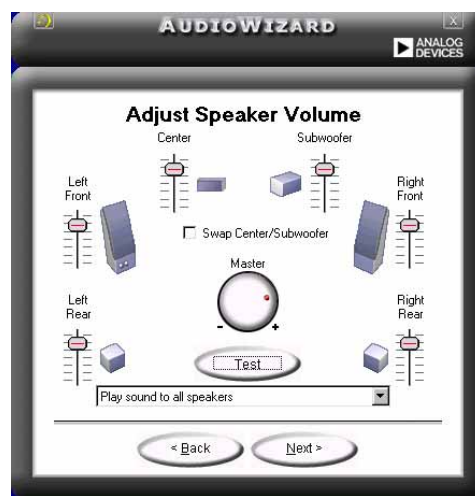 AUDIOWIZARD
ANALOG
DEVICES
Adjust Speaker Volume
Center
Subwoofer
Left
Front
Right
Front
Swap Center/Subwoofer
Master
Left
Rear
Right
Rear
- +
Test
Play sound to all speakers
< Back
Next >